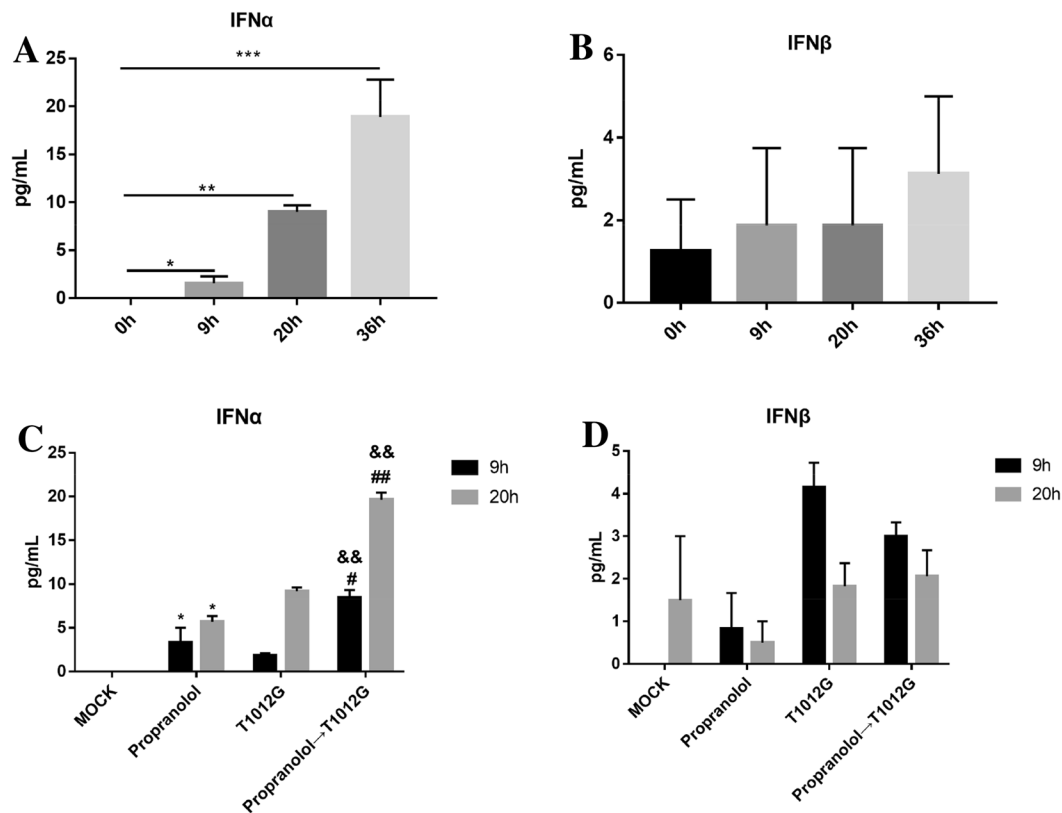 A
IFNα
pg/mL
25
20
15
10
5
0
***
**
*
0h
9h
20h
36h
B
IFNβ
pg/mL
6
4
2
0
0h
9h
20h
36h
C
IFNα
pg/mL
25
20
15
10
5
0
*
*
&&
#
&&
##
9h
20h
MOCK
Propranolol
T1012G
Propranolol→T1012G
D
IFNβ
pg/mL
5
4
3
2
1
0
9h
20h
MOCK
Propranolol
T1012G
Propranolol→T1012G